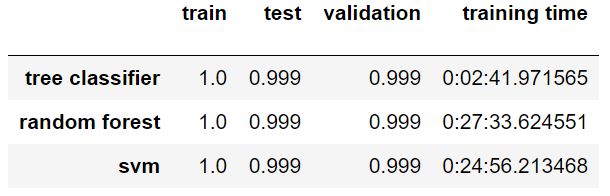 train test validation training time
tree classifier 1.0 0.999 0.999 0:02:41.971565
random forest 1.0 0.999 0.999 0:27:33.624551
svm 1.0 0.999 0.999 0:24:56.213468